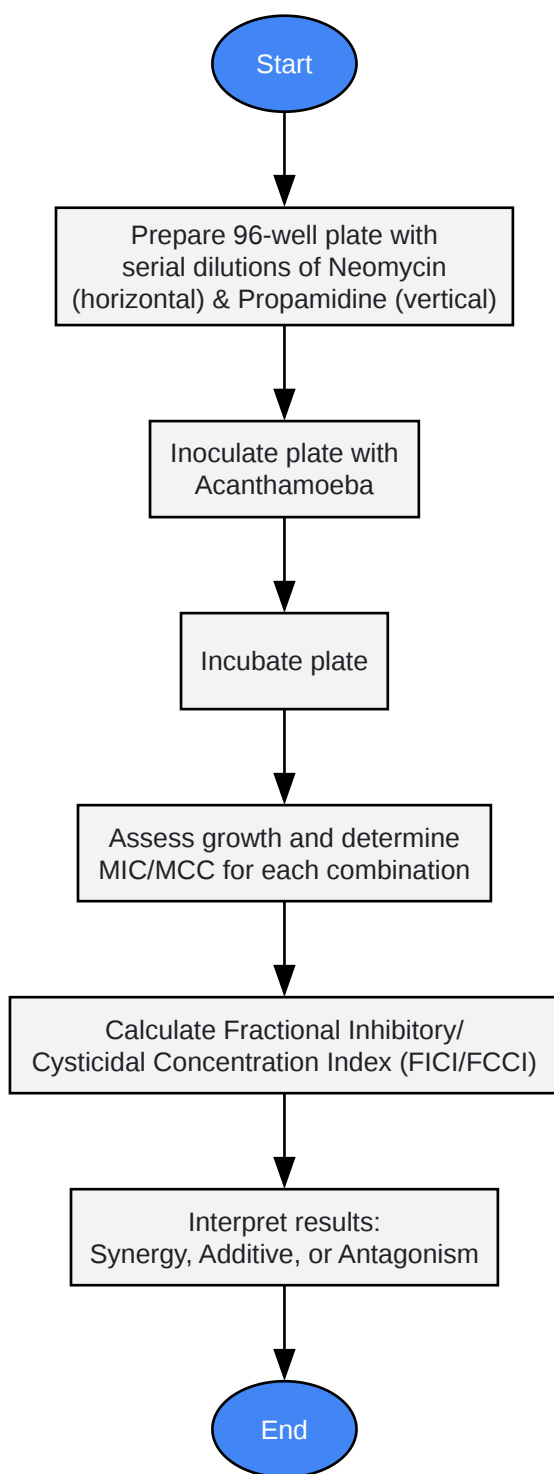 Start
Prepare 96-well plate with
serial dilutions of Neomycin
(horizontal) & Propamidine (vertical)
Inoculate plate with
Acanthamoeba
Incubate plate
Assess growth and determine
MIC/MCC for each combination
Calculate Fractional Inhibitory/
Cysticidal Concentration Index (FICI/FCCI)
Interpret results:
Synergy, Additive, or Antagonism
End